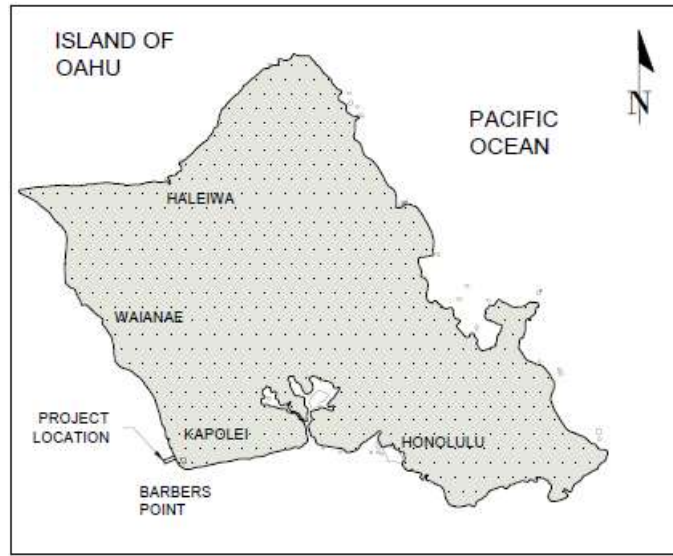 ISLAND OF
OAHU
N
PACIFIC
OCEAN
HALEIWA
WAIANAE
PROJECT
LOCATION
KAPOLEI
HONOLULU
BARBERS
POINT